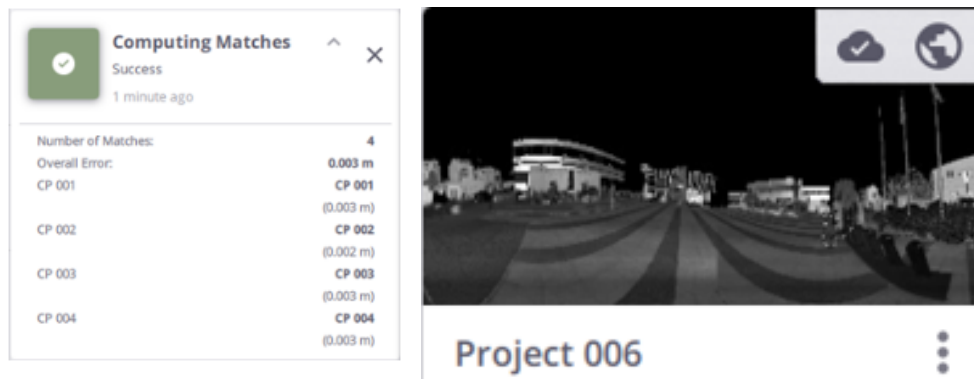 Computing Matches
Success
1 minute ago
Number of Matches: 4
Overall Error: 0.003 m
CP 001 CP 001
(0.003 m)
CP 002 CP 002
(0.002 m)
CP 003 CP 003
(0.003 m)
CP 004 CP 004
(0.003 m)
Project 006